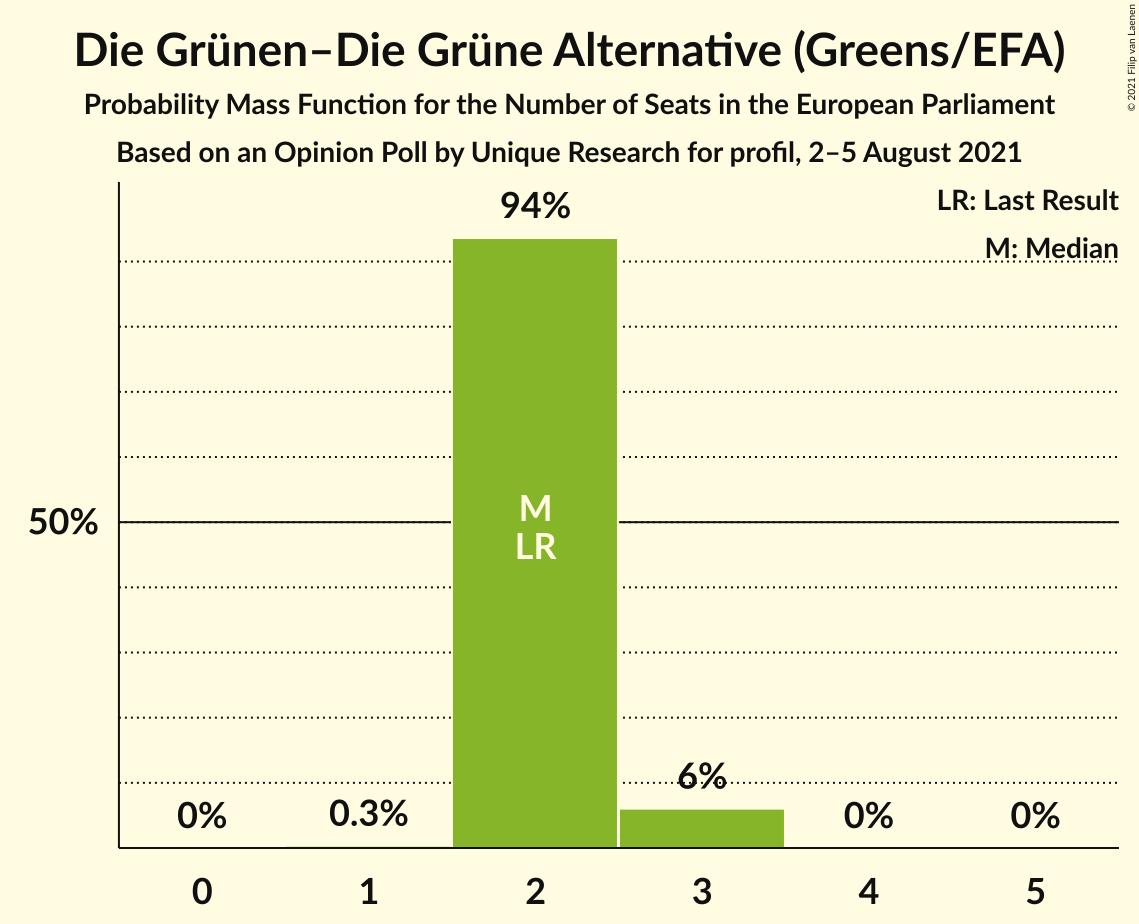 Die Grünen–Die Grüne Alternative (Greens/EFA)
Probability Mass Function for the Number of Seats in the European Parliament
Based on an Opinion Poll by Unique Research for profil, 2–5 August 2021
© 2021 Filip van Laenen
LR: Last Result
M: Median
94%
50%
M
LR
0%
0.3%
6%
0%
0%
0
1
2
3
4
5